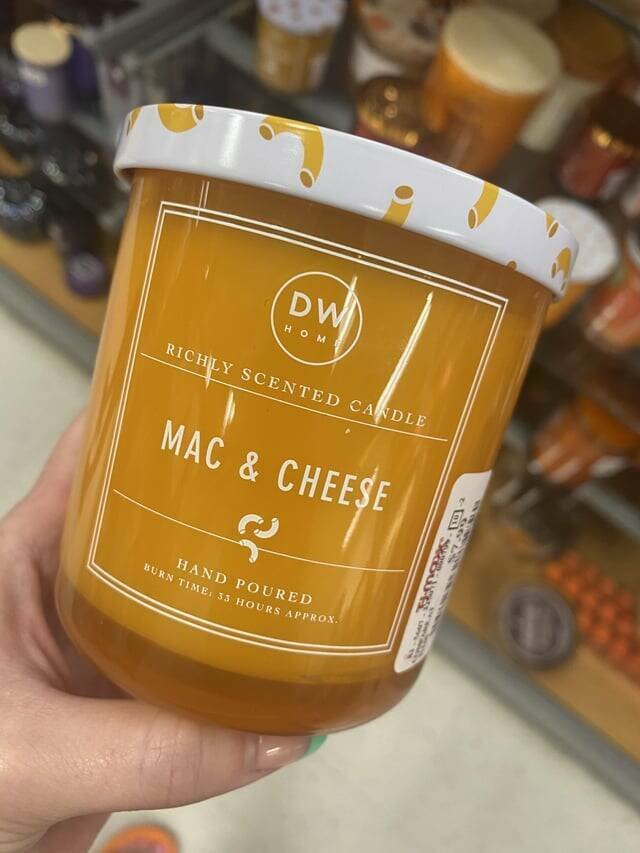 DW
HOME
RICHLY SCENTED CANDLE
MAC & CHEESE
HAND POURED
BURN TIME: 33 HOURS APPROX.